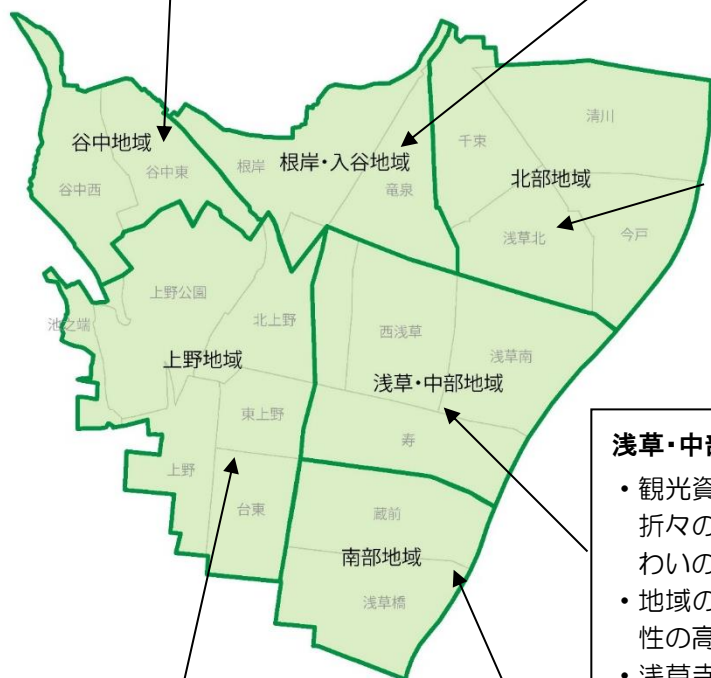 谷中地域
谷中東
谷中西
根岸
根岸・入谷地域
竜泉
千束
清川
北部地域
浅草北
今戸
上野公園
池之端
北上野
上野地域
東上野
上野
台東
西浅草
浅草南
浅草・中部地域
寿
蔵前
南部地域
浅草橋
浅草・中部
・観光資
折々の
わいの
・地域の
性の高
・浅草寺